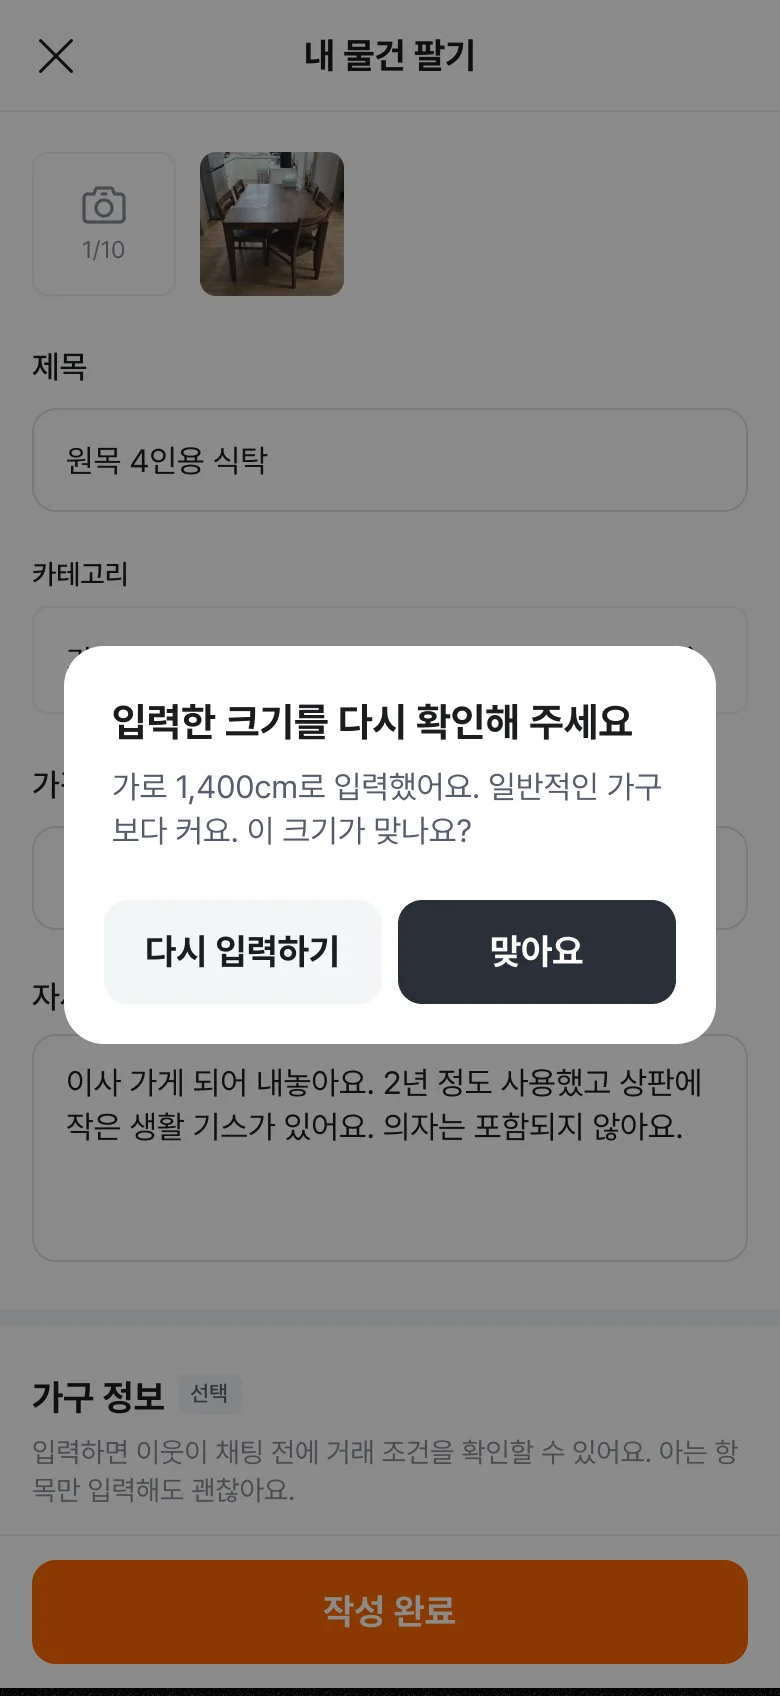 내 물건 팔기
1/10
제목
원목 4인용 식탁
카테고리
입력한 크기를 다시 확인해 주세요
가로 1,400cm로 입력했어요. 일반적인 가구
보다 커요. 이 크기가 맞나요?
다시 입력하기
맞아요
이사 가게 되어 내놓아요. 2년 정도 사용했고 상판에
작은 생활 기스가 있어요. 의자는 포함되지 않아요.
가구 정보
선택
입력하면 이웃이 채팅 전에 거래 조건을 확인할 수 있어요. 아는 항
목만 입력해도 괜찮아요.
작성 완료